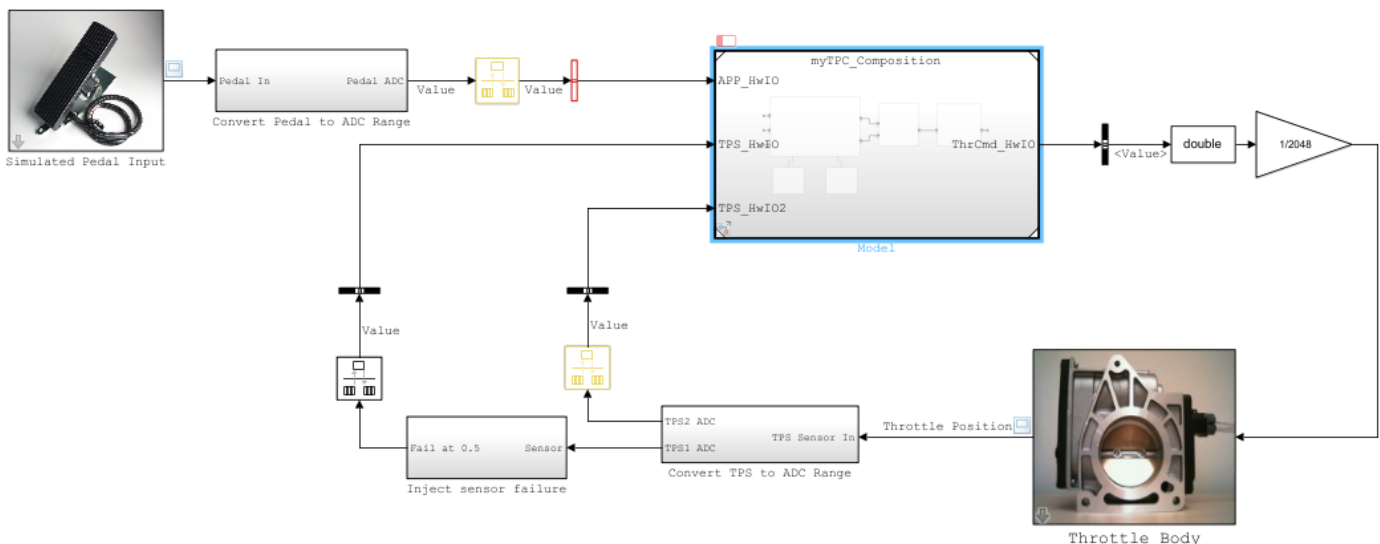 myTPC_Composition
Pedal In
Pedal ADC
Value
Value
APP_HwIO
Convert Pedal to ADC Range
Simulated Pedal Input
TPS_HwIO
ThrCmd_HwIO
<Value>
double
1/2048
TPS_HwIO2
Model
Value
Value
TPS2 ADC
TPS Sensor In
TPS1 ADC
Throttle Position
Fail at 0.5
Sensor
Convert TPS to ADC Range
Inject sensor failure
Throttle Body